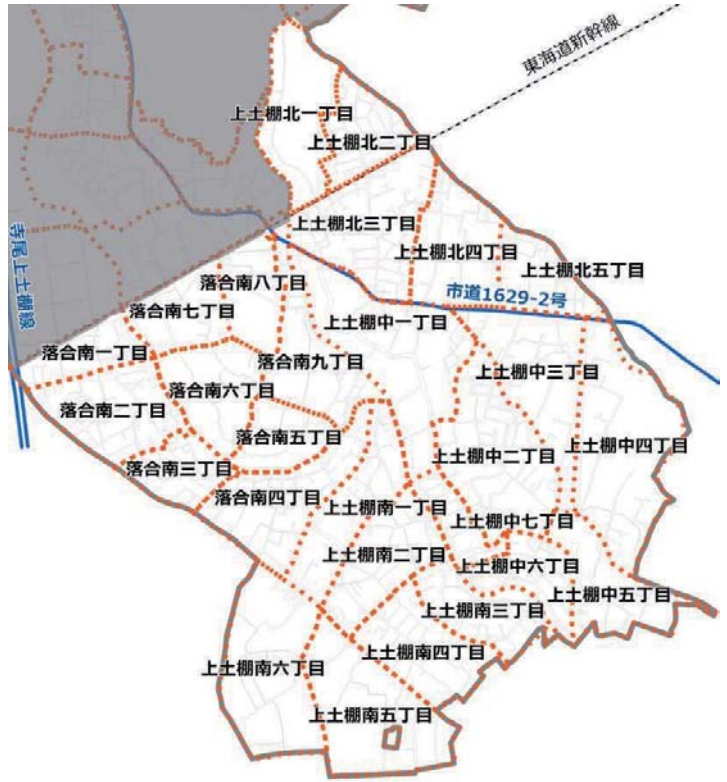 東海道新幹線
上土棚北一丁目
上土棚北二丁目
上土棚北三丁目
上土棚北四丁目
上土棚北五丁目
寺尾上土棚線
落合南八丁目
市道1629-2号
落合南七丁目
上土棚中一丁目
落合南一丁目
落合南九丁目
上土棚中三丁目
落合南六丁目
落合南二丁目
落合南五丁目
上土棚中四丁目
上土棚中二丁目
落合南三丁目
落合南四丁目
上土棚南一丁目
上土棚中七丁目
上土棚南二丁目
上土棚中六丁目
上土棚中五丁目
上土棚南三丁目
上土棚南四丁目
上土棚南六丁目
上土棚南五丁目